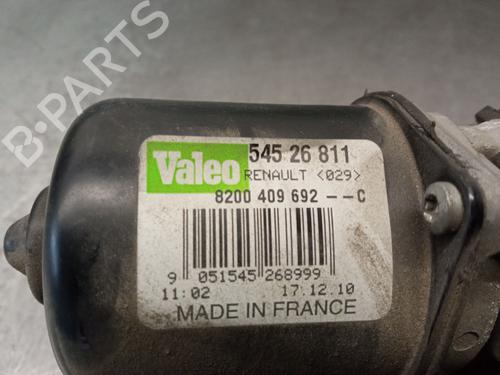 B-PARTS
Valeo 545 26 811
RENAULT <029>
8200 409 692 --C
9 051545 268999
11:02 17.12.10
MADE IN FRANCE